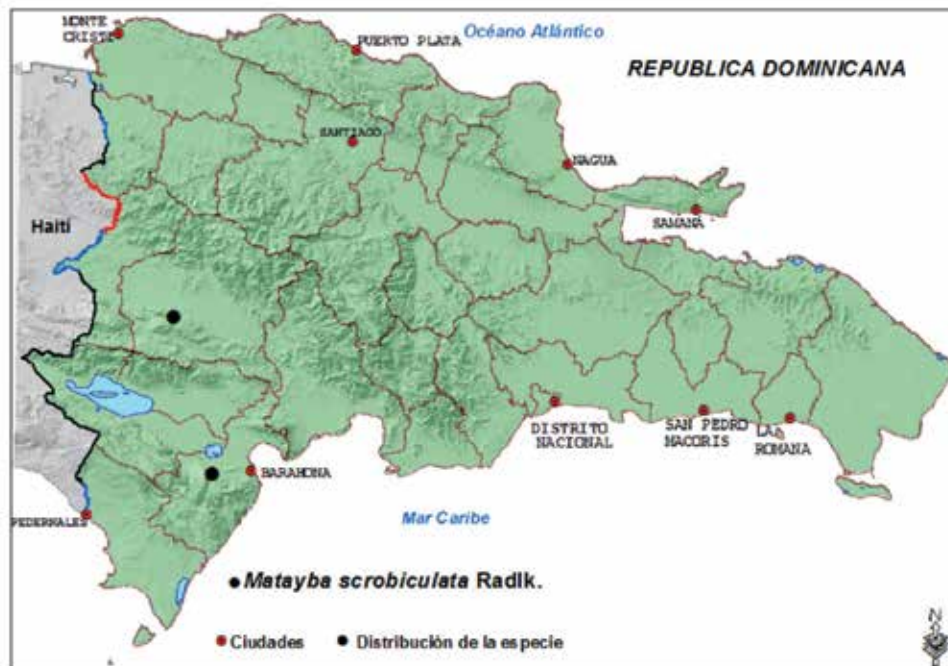 MONTE
CRISTI
PUERTO PLATA
Océano Atlántico
REPUBLICA DOMINICANA
SANTIAGO
NAGUA
SAMANA
Haití
DISTRITO
NACIONAL
SAN PEDRO
MACORIS
LA
ROMANA
BARAHONA
PEDERNALES
Mar Caribe
Matayba scrobiculata Radlk.
Ciudades
Distribución de la especie
N